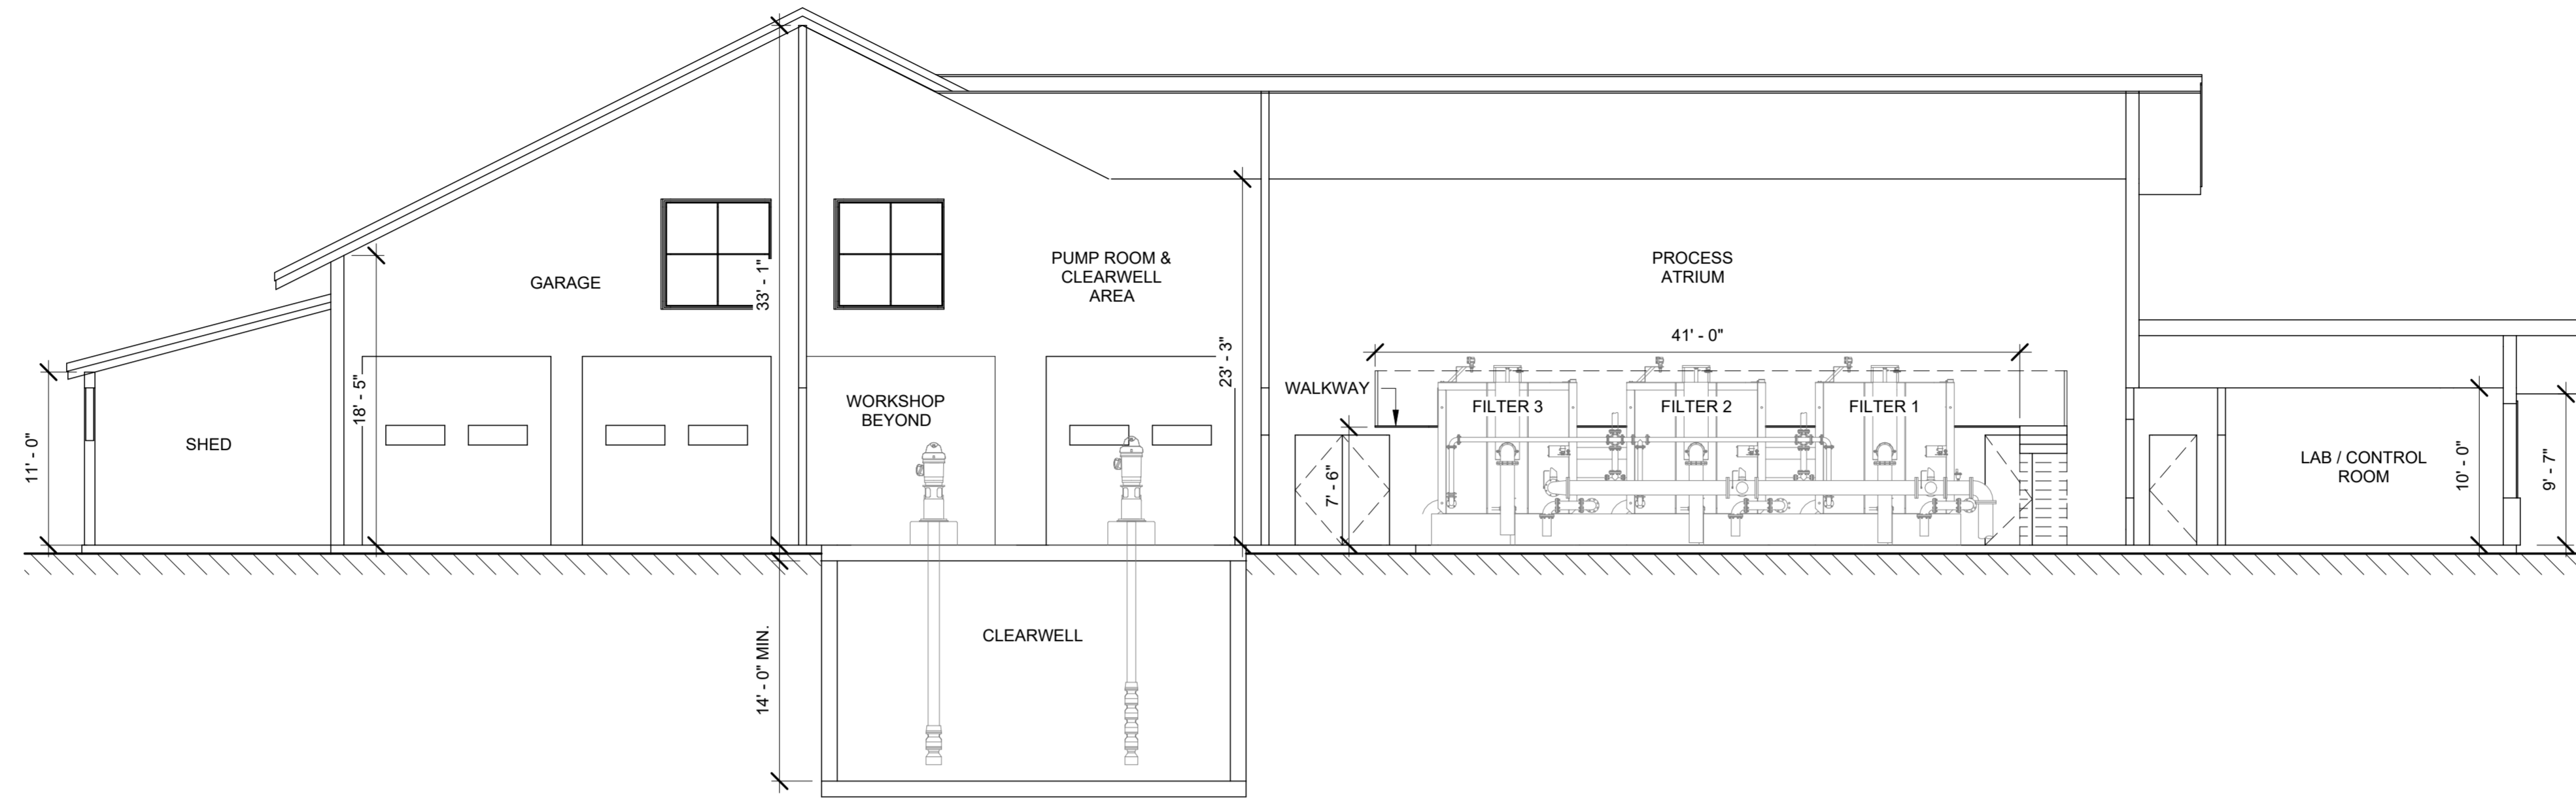 GARAGE
33' - 1"
PUMP ROOM &
CLEARWELL
AREA
PROCESS
ATRIUM
41' - 0"
23' - 3"
18' - 5"
WALKWAY
WORKSHOP
BEYOND
FILTER 3
FILTER 2
FILTER 1
11' - 0"
SHED
7' - 6"
LAB / CONTROL
ROOM
10' - 0"
9' - 7"
CLEARWELL
14' - 0" MIN.